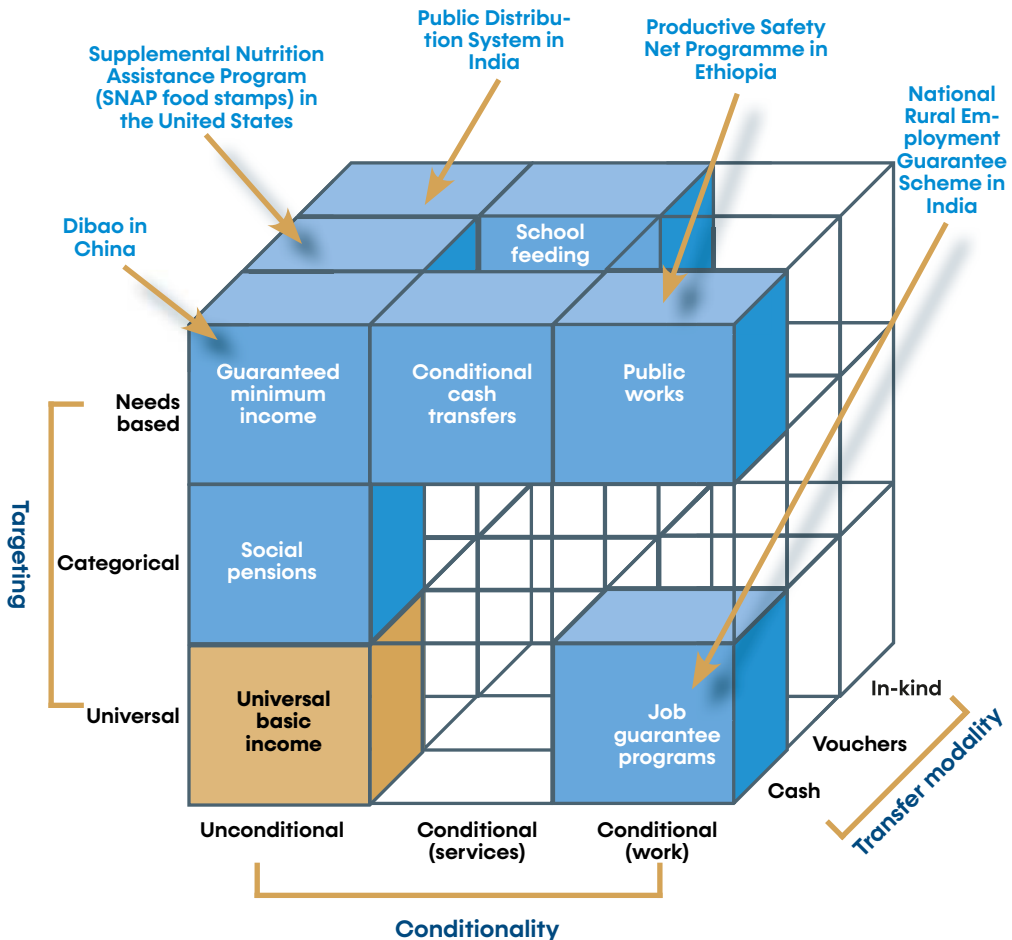 Public Distribu-
tion System in
India
Productive Safety
Net Programme in
Ethiopia
Supplemental Nutrition
Assistance Program
(SNAP food stamps) in
the United States
National
Rural Em-
ployment
Guarantee
Scheme in
India
Dibao in
China
School
feeding
Guaranteed
minimum
income
Conditional
cash
transfers
Public
works
Needs
based
Social
pensions
Categorical
Targeting
Universal
basic
income
Universal
Job
guarantee
programs
In-kind
Vouchers
Cash
Transfer modality
Unconditional
Conditional
(services)
Conditional
(work)
Conditionality